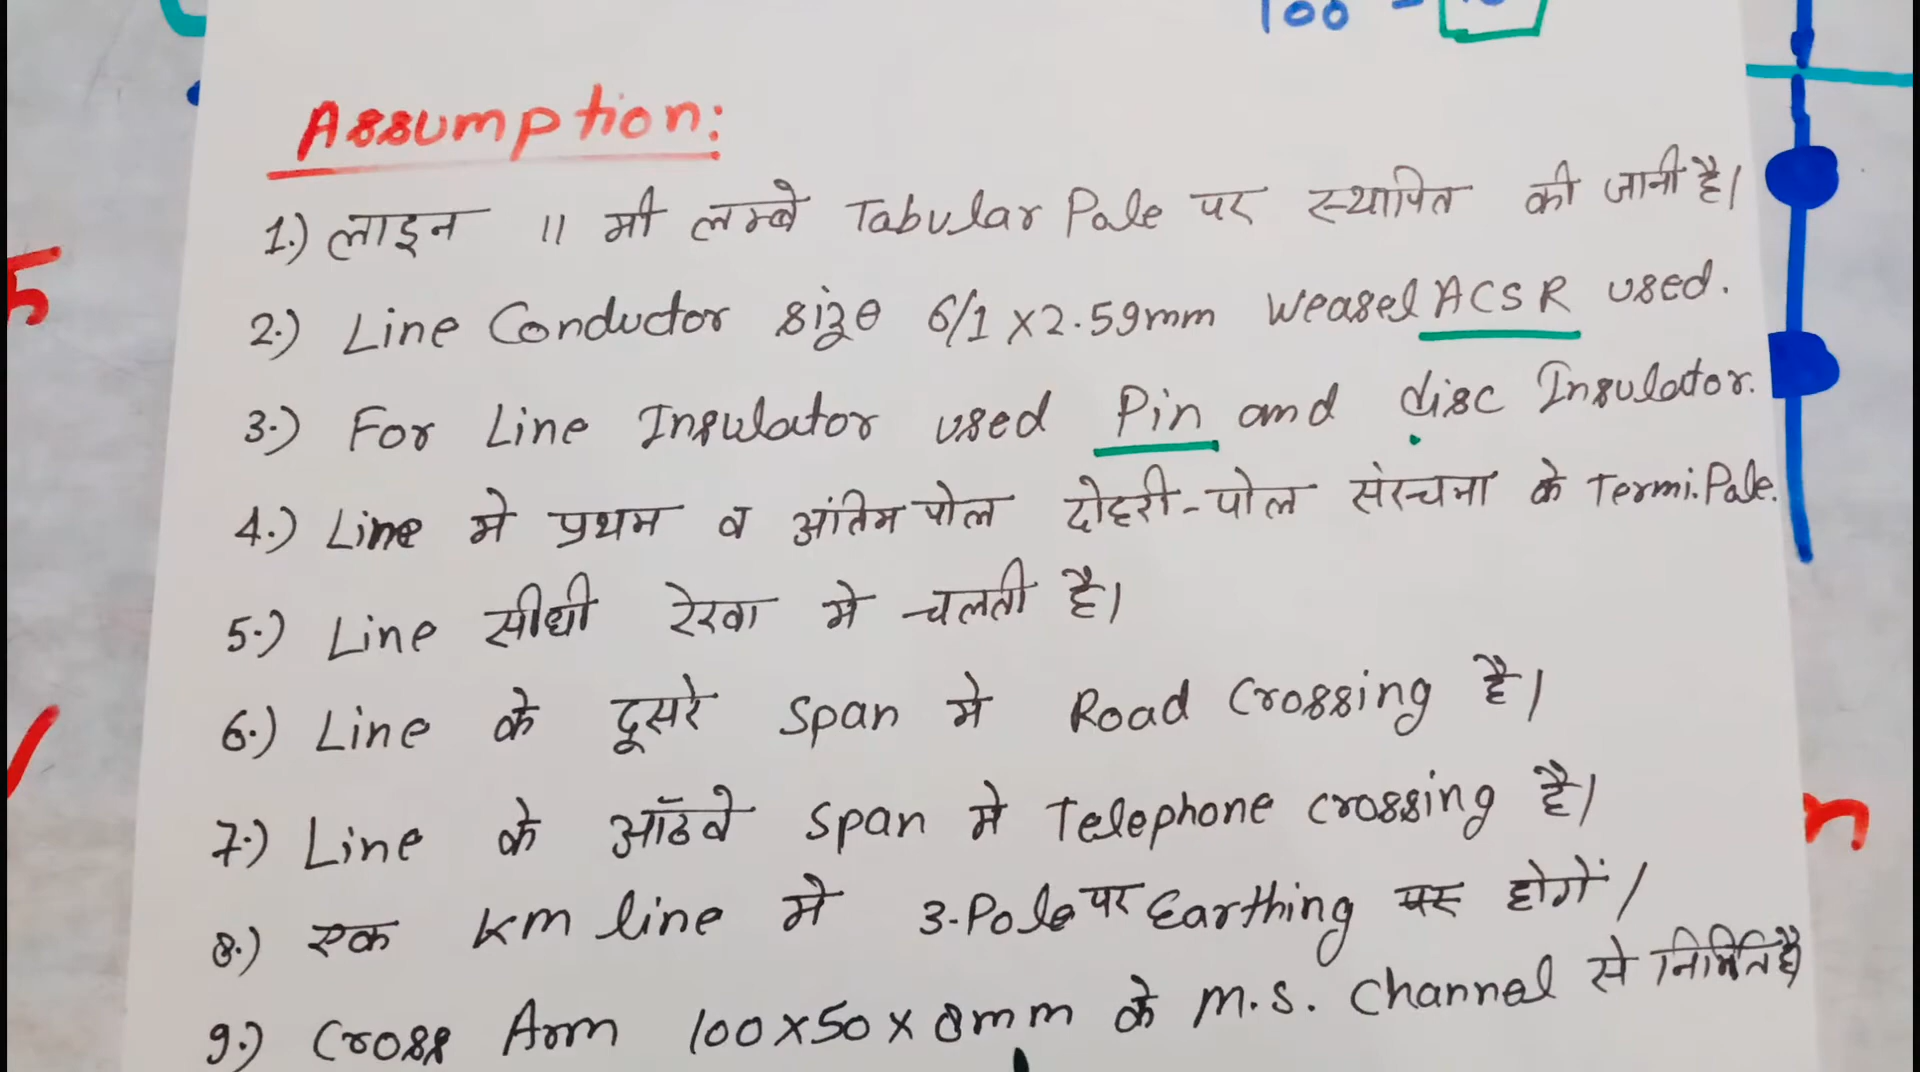 100 -
Assumption:
1.) लाइन 11 मी लम्बे Tabular Pole पर स्थापित की जानी है।
2.) Line Conductor size 6/1 x 2.59mm Weasel ACSR used.
3.) For Line Insulator used Pin and disc Insulator.
4.) Line मे प्रथम व अंतिम पोल दोहरी-पोल संरचना के Termi. Pole.
5.) Line सीधी रेखा मे चलती है।
6.) Line के दूसरे Span मे Road Crossing है।
7.) Line के ऑठवे Span मे Telephone crossing है।
8.) एक km line मे 3-Pole पर Earthing होगें।
9.) Cross Arm 100x50x8mm के M.S. Channel से निर्मित है
5
n